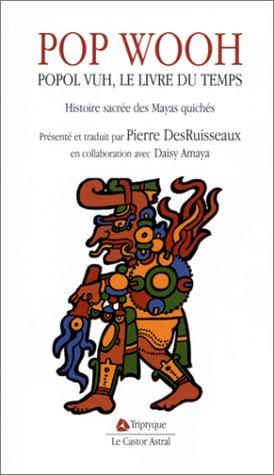 POP WOOH
POPOL VUH, LE LIVRE DU TEMPS
Histoire sacrée des Mayas quichés
Présenté et traduit par Pierre DesRuisseaux
en collaboration avec Daisy Amaya
Triptyque
Le Castor Astral